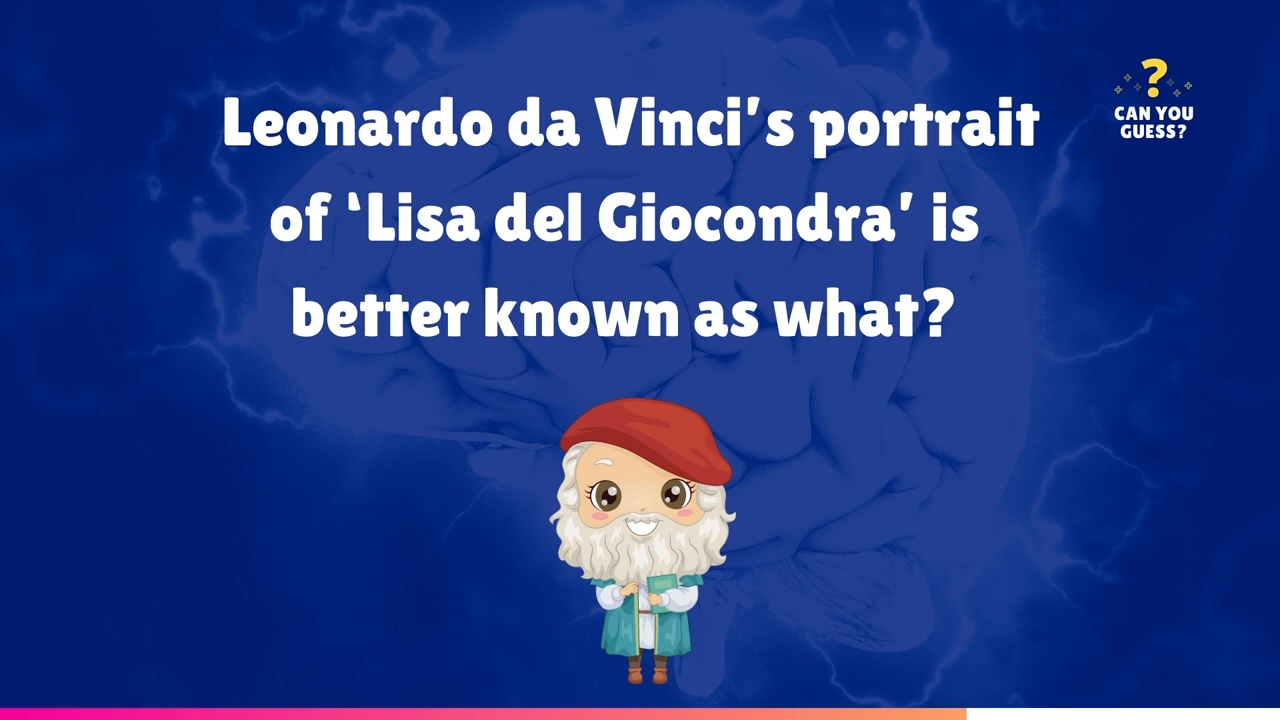 Leonardo da Vinci's portrait
of ‘Lisa del Giocondra’ is
better known as what?
?
CAN YOU
GUESS?